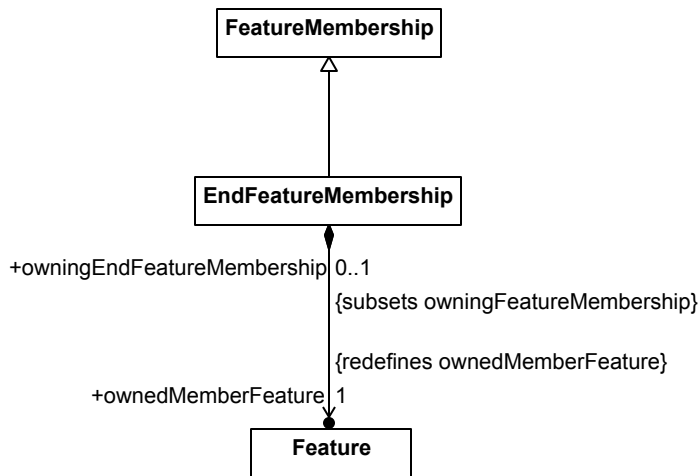 FeatureMembership
EndFeatureMembership
+owningEndFeatureMembership 0..1
{subsets owningFeatureMembership}
{redefines ownedMemberFeature}
+ownedMemberFeature 1
Feature